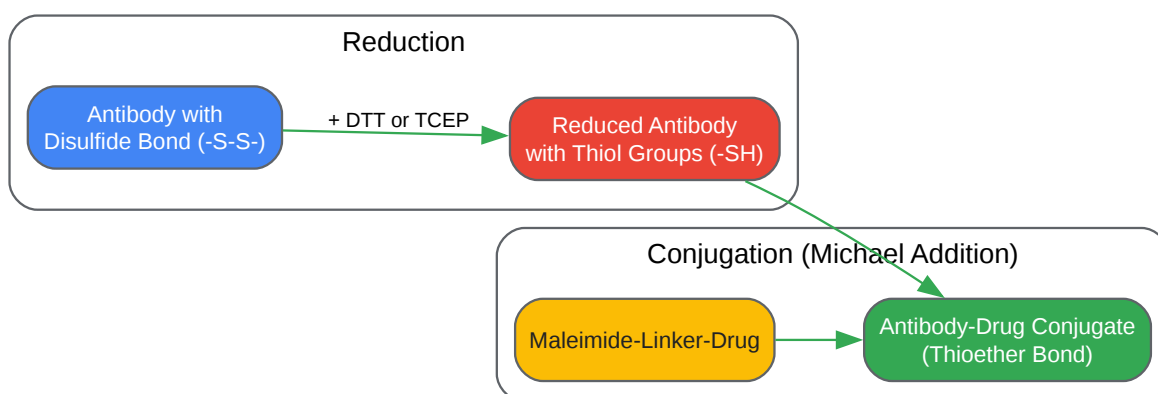 Reduction
Antibody with
Disulfide Bond (-S-S-)
+ DTT or TCEP
Reduced Antibody
with Thiol Groups (-SH)
Conjugation (Michael Addition)
Maleimide-Linker-Drug
Antibody-Drug Conjugate
(Thioether Bond)